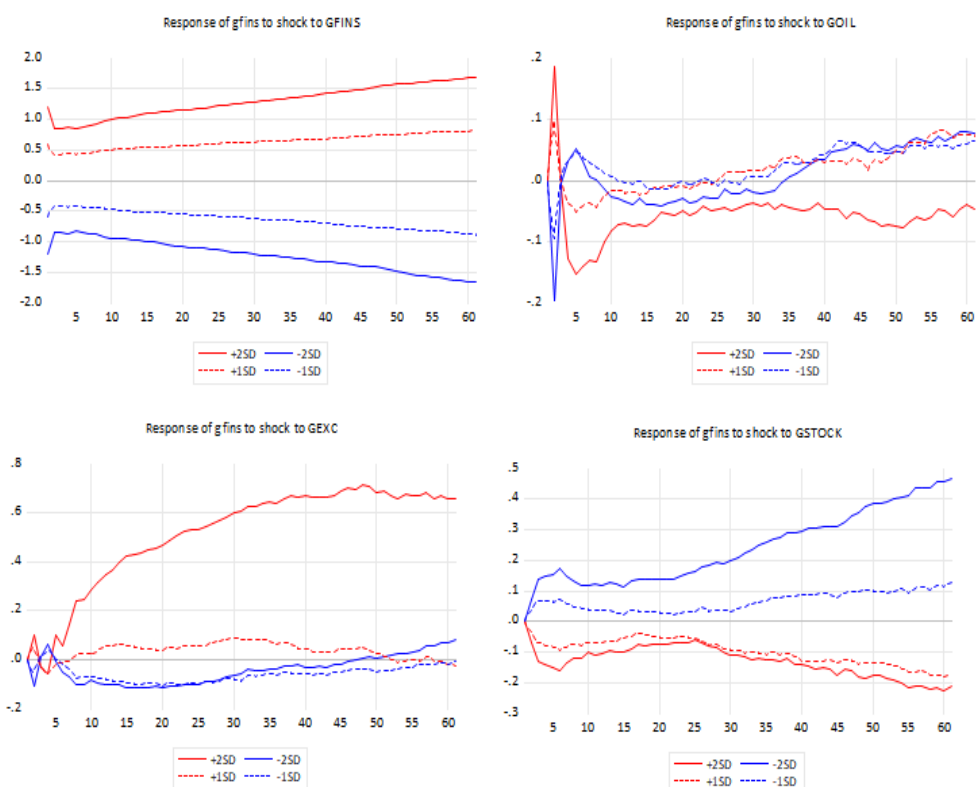 Response of gfins to shock to GFINS
2.0
1.5
1.0
0.5
0.0
-0.5
-1.0
-1.5
-2.0
5 10 15 20 25 30 35 40 45 50 55 60
+2SD -2SD
+1SD -1SD
Response of gfins to shock to GOIL
.2
.1
.0
-.1
-.2
5 10 15 20 25 30 35 40 45 50 55 60
+2SD -2SD
+1SD -1SD
Response of gfins to shock to GEXC
.8
.6
.4
.2
.0
-.2
5 10 15 20 25 30 35 40 45 50 55 60
+2SD -2SD
+1SD -1SD
Response of gfins to shock to GSTOCK
.5
.4
.3
.2
.1
.0
-.1
-.2
-.3
5 10 15 20 25 30 35 40 45 50 55 60
+2SD -2SD
+1SD -1SD